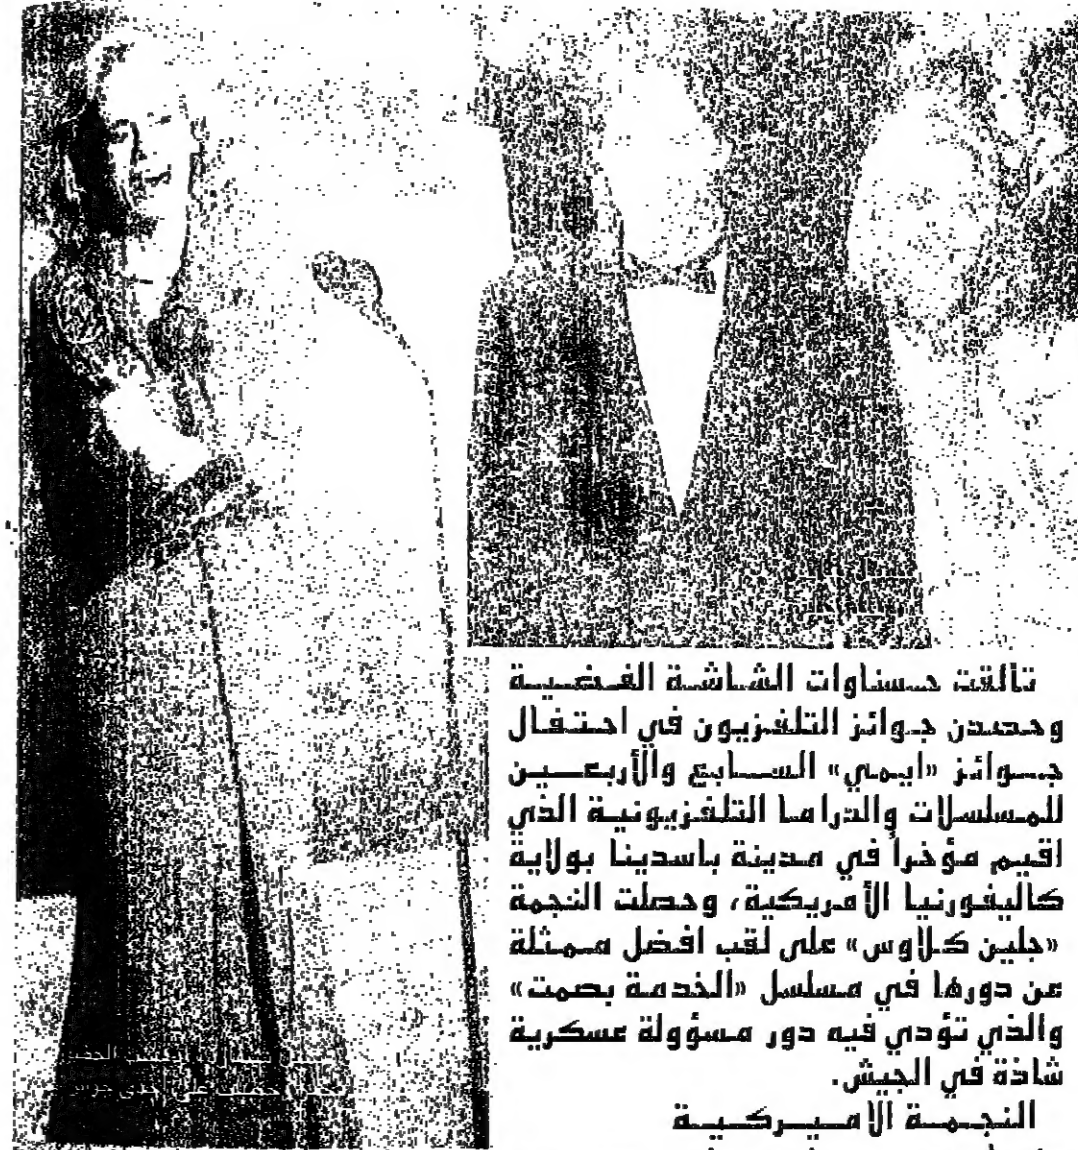 تألقت حسناوات الشاشة الفضية
وحصدن جوائز التلفزيون في احتفال
جوائز «ايمي» السابع والأربعين
للمسلسلات والدراما التلفزيونية الذي
اقيم مؤخراً في مدينة باسدينا بولاية
كاليفورنيا الأمريكية، وحصلت النجمة
«جلين كلاوس» على لقب افضل ممثلة
عن دورها في مسلسل «الخدمة بصمت»
والذي تؤدي فيه دور مسؤولة عسكرية
شاذة في الجيش.
النجمة الاميركية